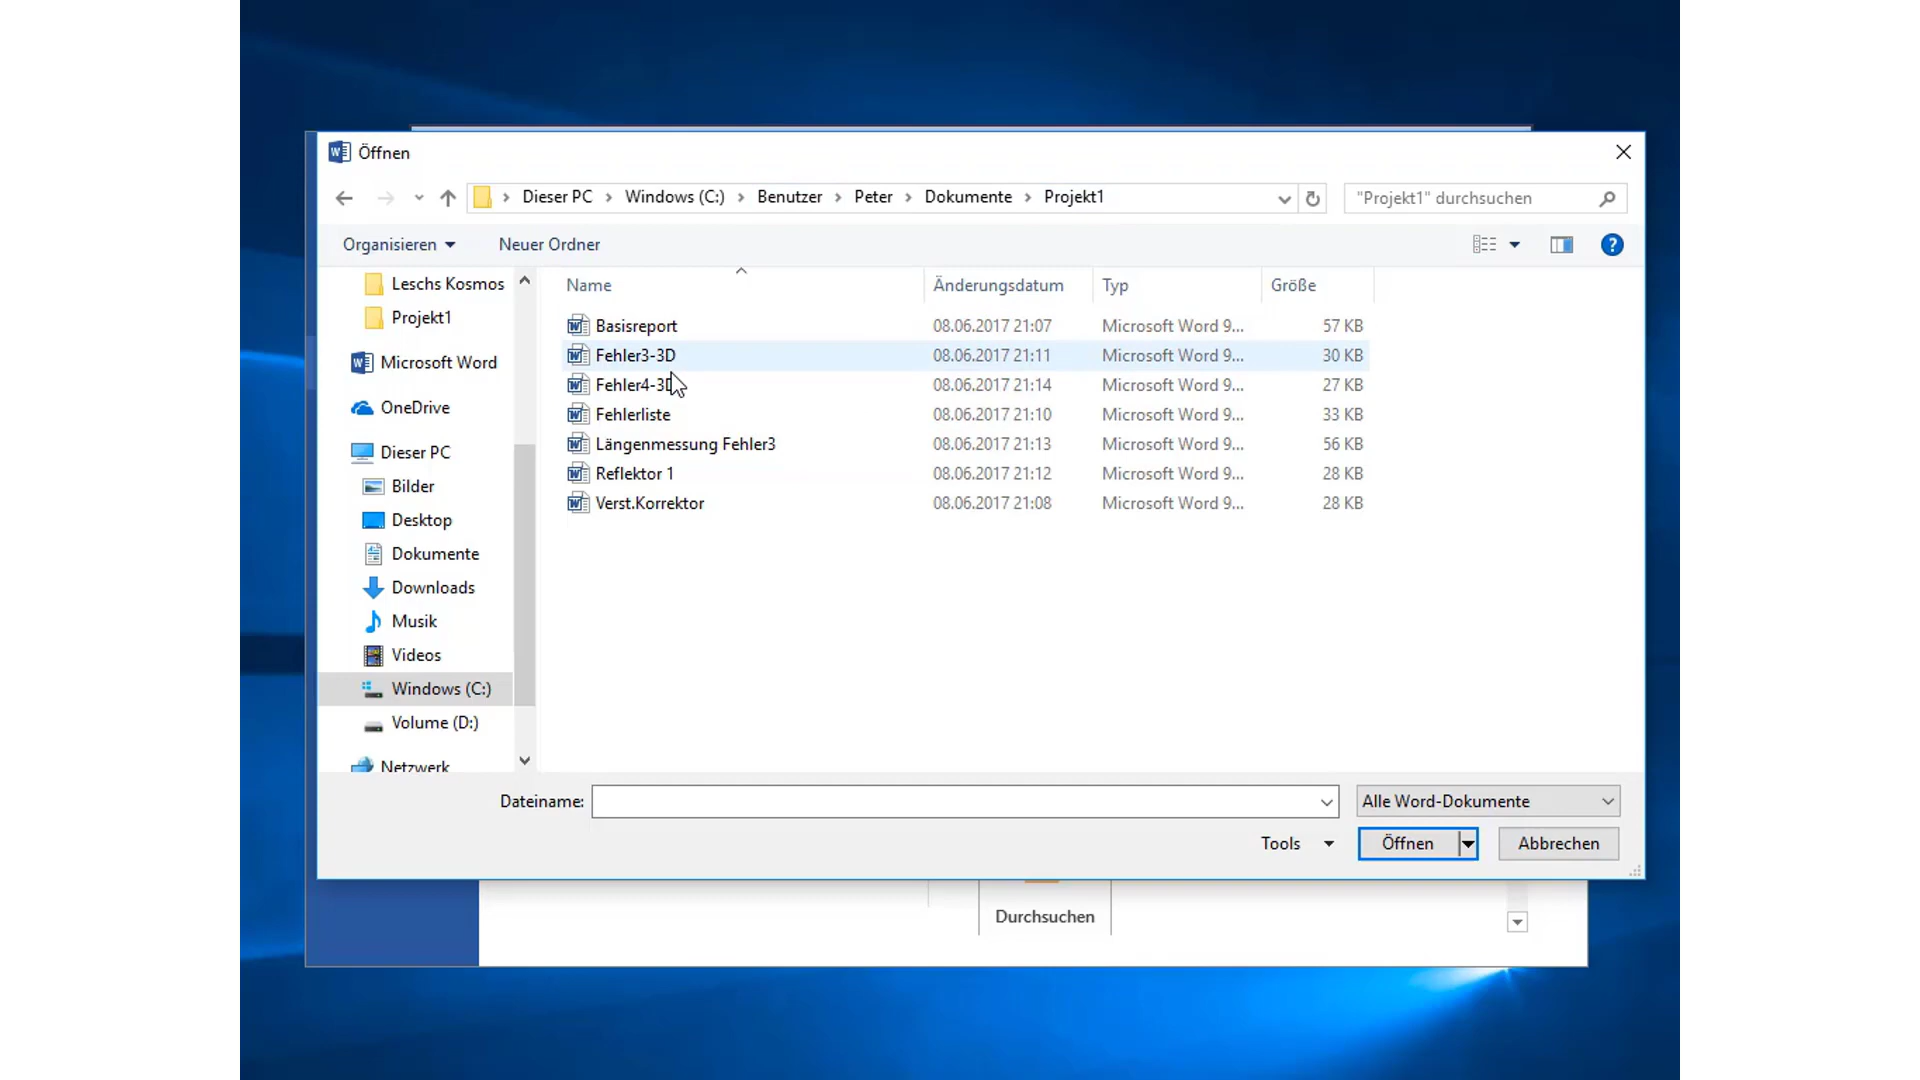 Öffnen
Dieser PC > Windows (C:) > Benutzer > Peter > Dokumente > Projekt1
"Projekt1" durchsuchen
Organisieren
Neuer Ordner
Leschs Kosmos
Projekt1
Microsoft Word
OneDrive
Dieser PC
Bilder
Desktop
Dokumente
Downloads
Musik
Videos
Windows (C:)
Volume (D:)
Netzwerk
Name Änderungsdatum Typ Größe
Basisreport 08.06.2017 21:07 Microsoft Word 9... 57 KB
Fehler3-3D 08.06.2017 21:11 Microsoft Word 9... 30 KB
Fehler4-3D 08.06.2017 21:14 Microsoft Word 9... 27 KB
Fehlerliste 08.06.2017 21:10 Microsoft Word 9... 33 KB
Längenmessung Fehler3 08.06.2017 21:13 Microsoft Word 9... 56 KB
Reflektor 1 08.06.2017 21:12 Microsoft Word 9... 28 KB
Verst.Korrektor 08.06.2017 21:08 Microsoft Word 9... 28 KB
Dateiname:
Alle Word-Dokumente
Tools
Öffnen
Abbrechen
Durchsuchen